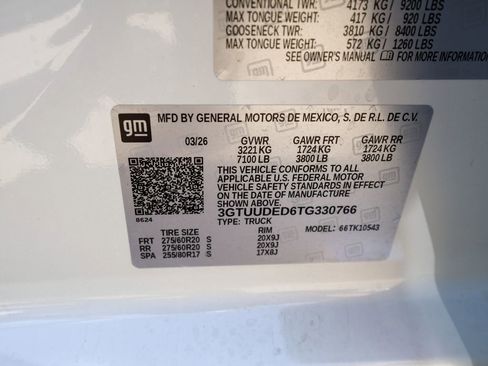 CONVENTIONAL TWR: 4173 KG / 9200 LBS
MAX TONGUE WEIGHT: 417 KG / 920 LBS
GOOSENECK TWR: 3810 KG / 8400 LBS
MAX TONGUE WEIGHT: 572 KG / 1260 LBS
SEE OWNER'S MANUAL FOR MORE INFORMATION
gm
MFD BY GENERAL MOTORS DE MEXICO, S. DE R.L. DE C.V.
03/26 GVWR GAWR FRT GAWR RR
3221 KG 1724 KG 1724 KG
7100 LB 3800 LB 3800 LB
THIS VEHICLE CONFORMS TO ALL
APPLICABLE U.S. FEDERAL MOTOR
VEHICLE SAFETY STANDARDS IN
EFFECT ON THE DATE OF MANUFACTURE
SHOWN ABOVE.
3GTUUDED6TG330766
8624 TYPE: TRUCK
TIRE SIZE RIM MODEL: 66TK10543
FRT 275/60R20 S 20X9J
RR 275/60R20 S 20X9J
SPA 255/80R17 S 17X8J